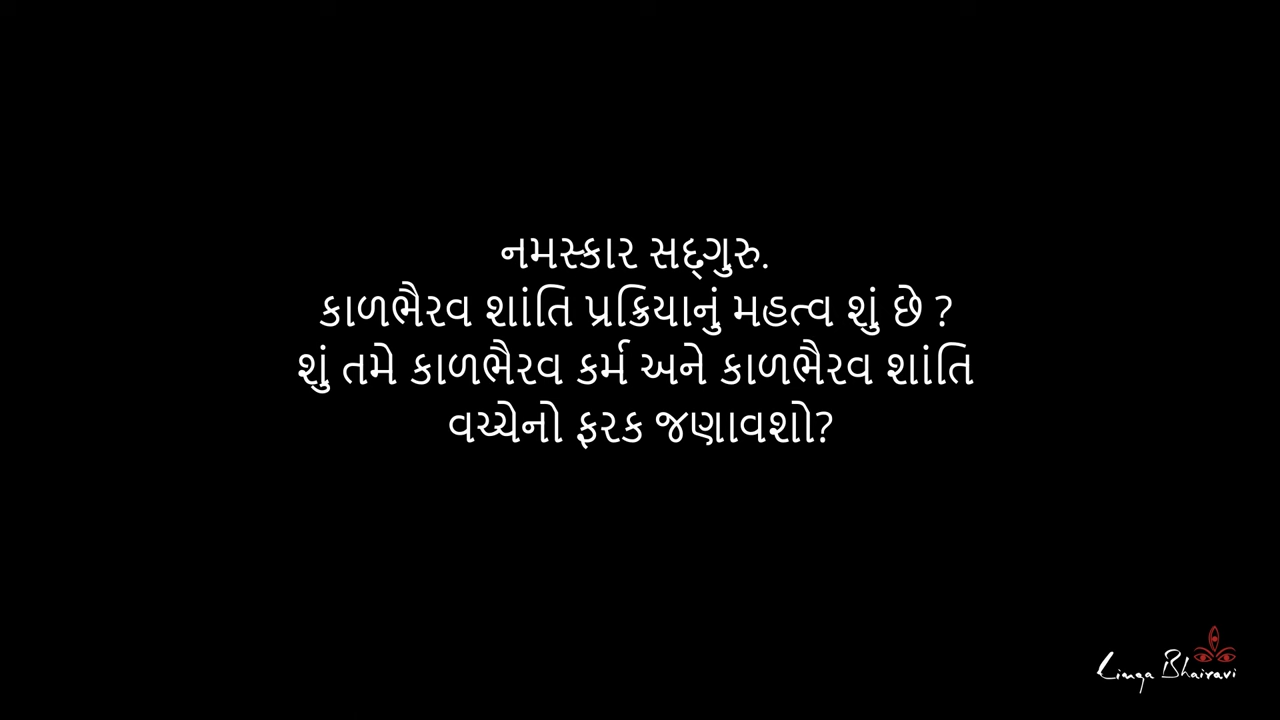 નમસ્કાર સદ્‌ગુરુ.
કાળભૈરવ શાંતિ પ્રક્રિયાનું મહત્વ શું છે ?
શું તમે કાળભૈરવ કર્મ અને કાળભૈરવ શાંતિ
વચ્ચેનો ફરક જણાવશો?
Linga Bhairavi